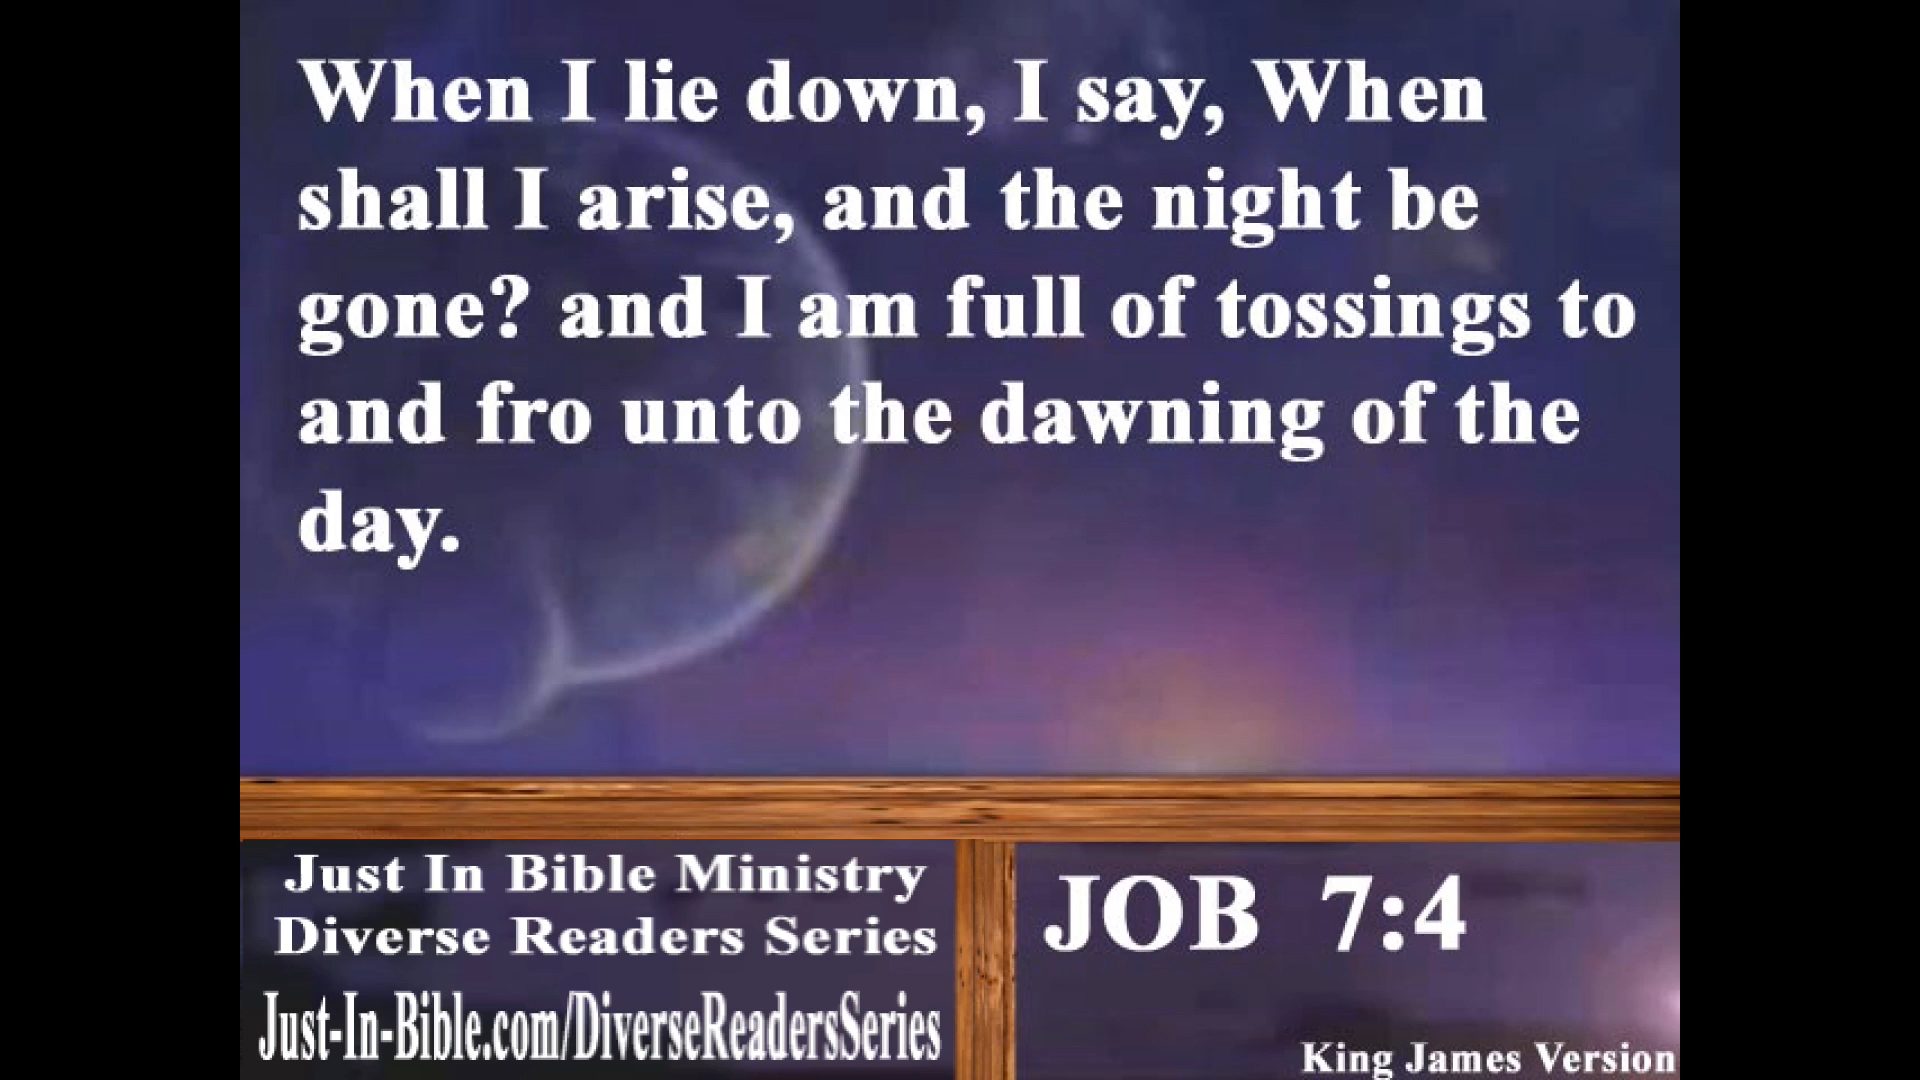 When I lie down, I say, When
shall I arise, and the night be
gone? and I am full of tossings to
and fro unto the dawning of the
day.
Just In Bible Ministry
Diverse Readers Series
Just-In-Bible.com/DiverseReadersSeries
JOB 7:4
King James Version